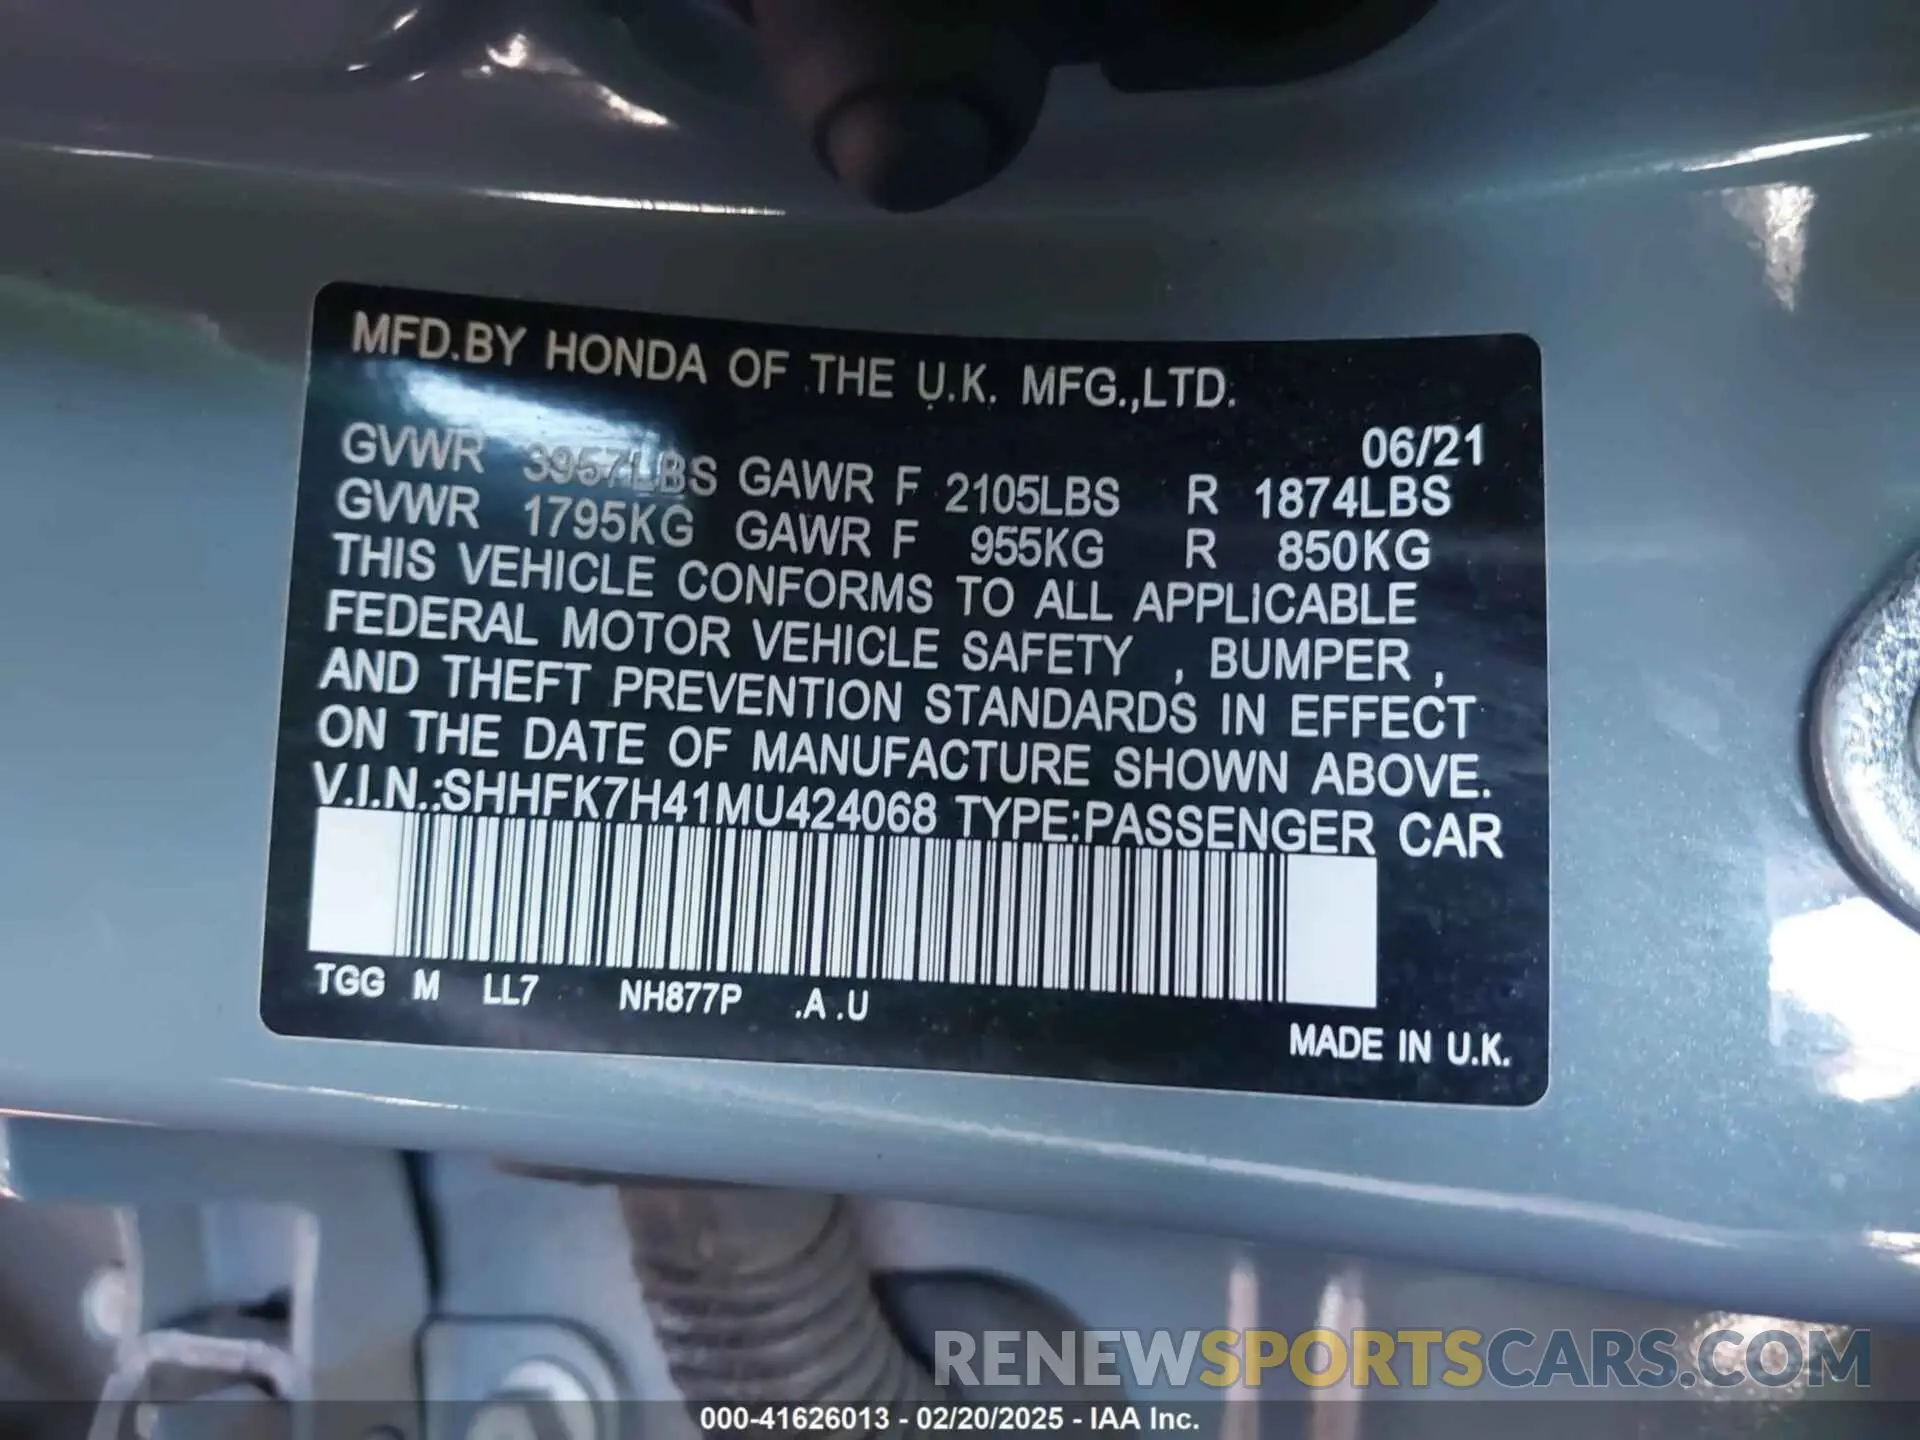 MFD.BY HONDA OF THE U.K. MFG.,LTD.
06/21
GVWR 3957LBS GAWR F 2105LBS R 1874LBS
GVWR 1795KG GAWR F 955KG R 850KG
THIS VEHICLE CONFORMS TO ALL APPLICABLE
FEDERAL MOTOR VEHICLE SAFETY , BUMPER ,
AND THEFT PREVENTION STANDARDS IN EFFECT
ON THE DATE OF MANUFACTURE SHOWN ABOVE.
V.I.N.:SHHFK7H41MU424068 TYPE:PASSENGER CAR
TGG M LL7 NH877P .A .U
MADE IN U.K.
RENEWSPORTSCARS.COM
000-41626013 - 02/20/2025 - IAA Inc.